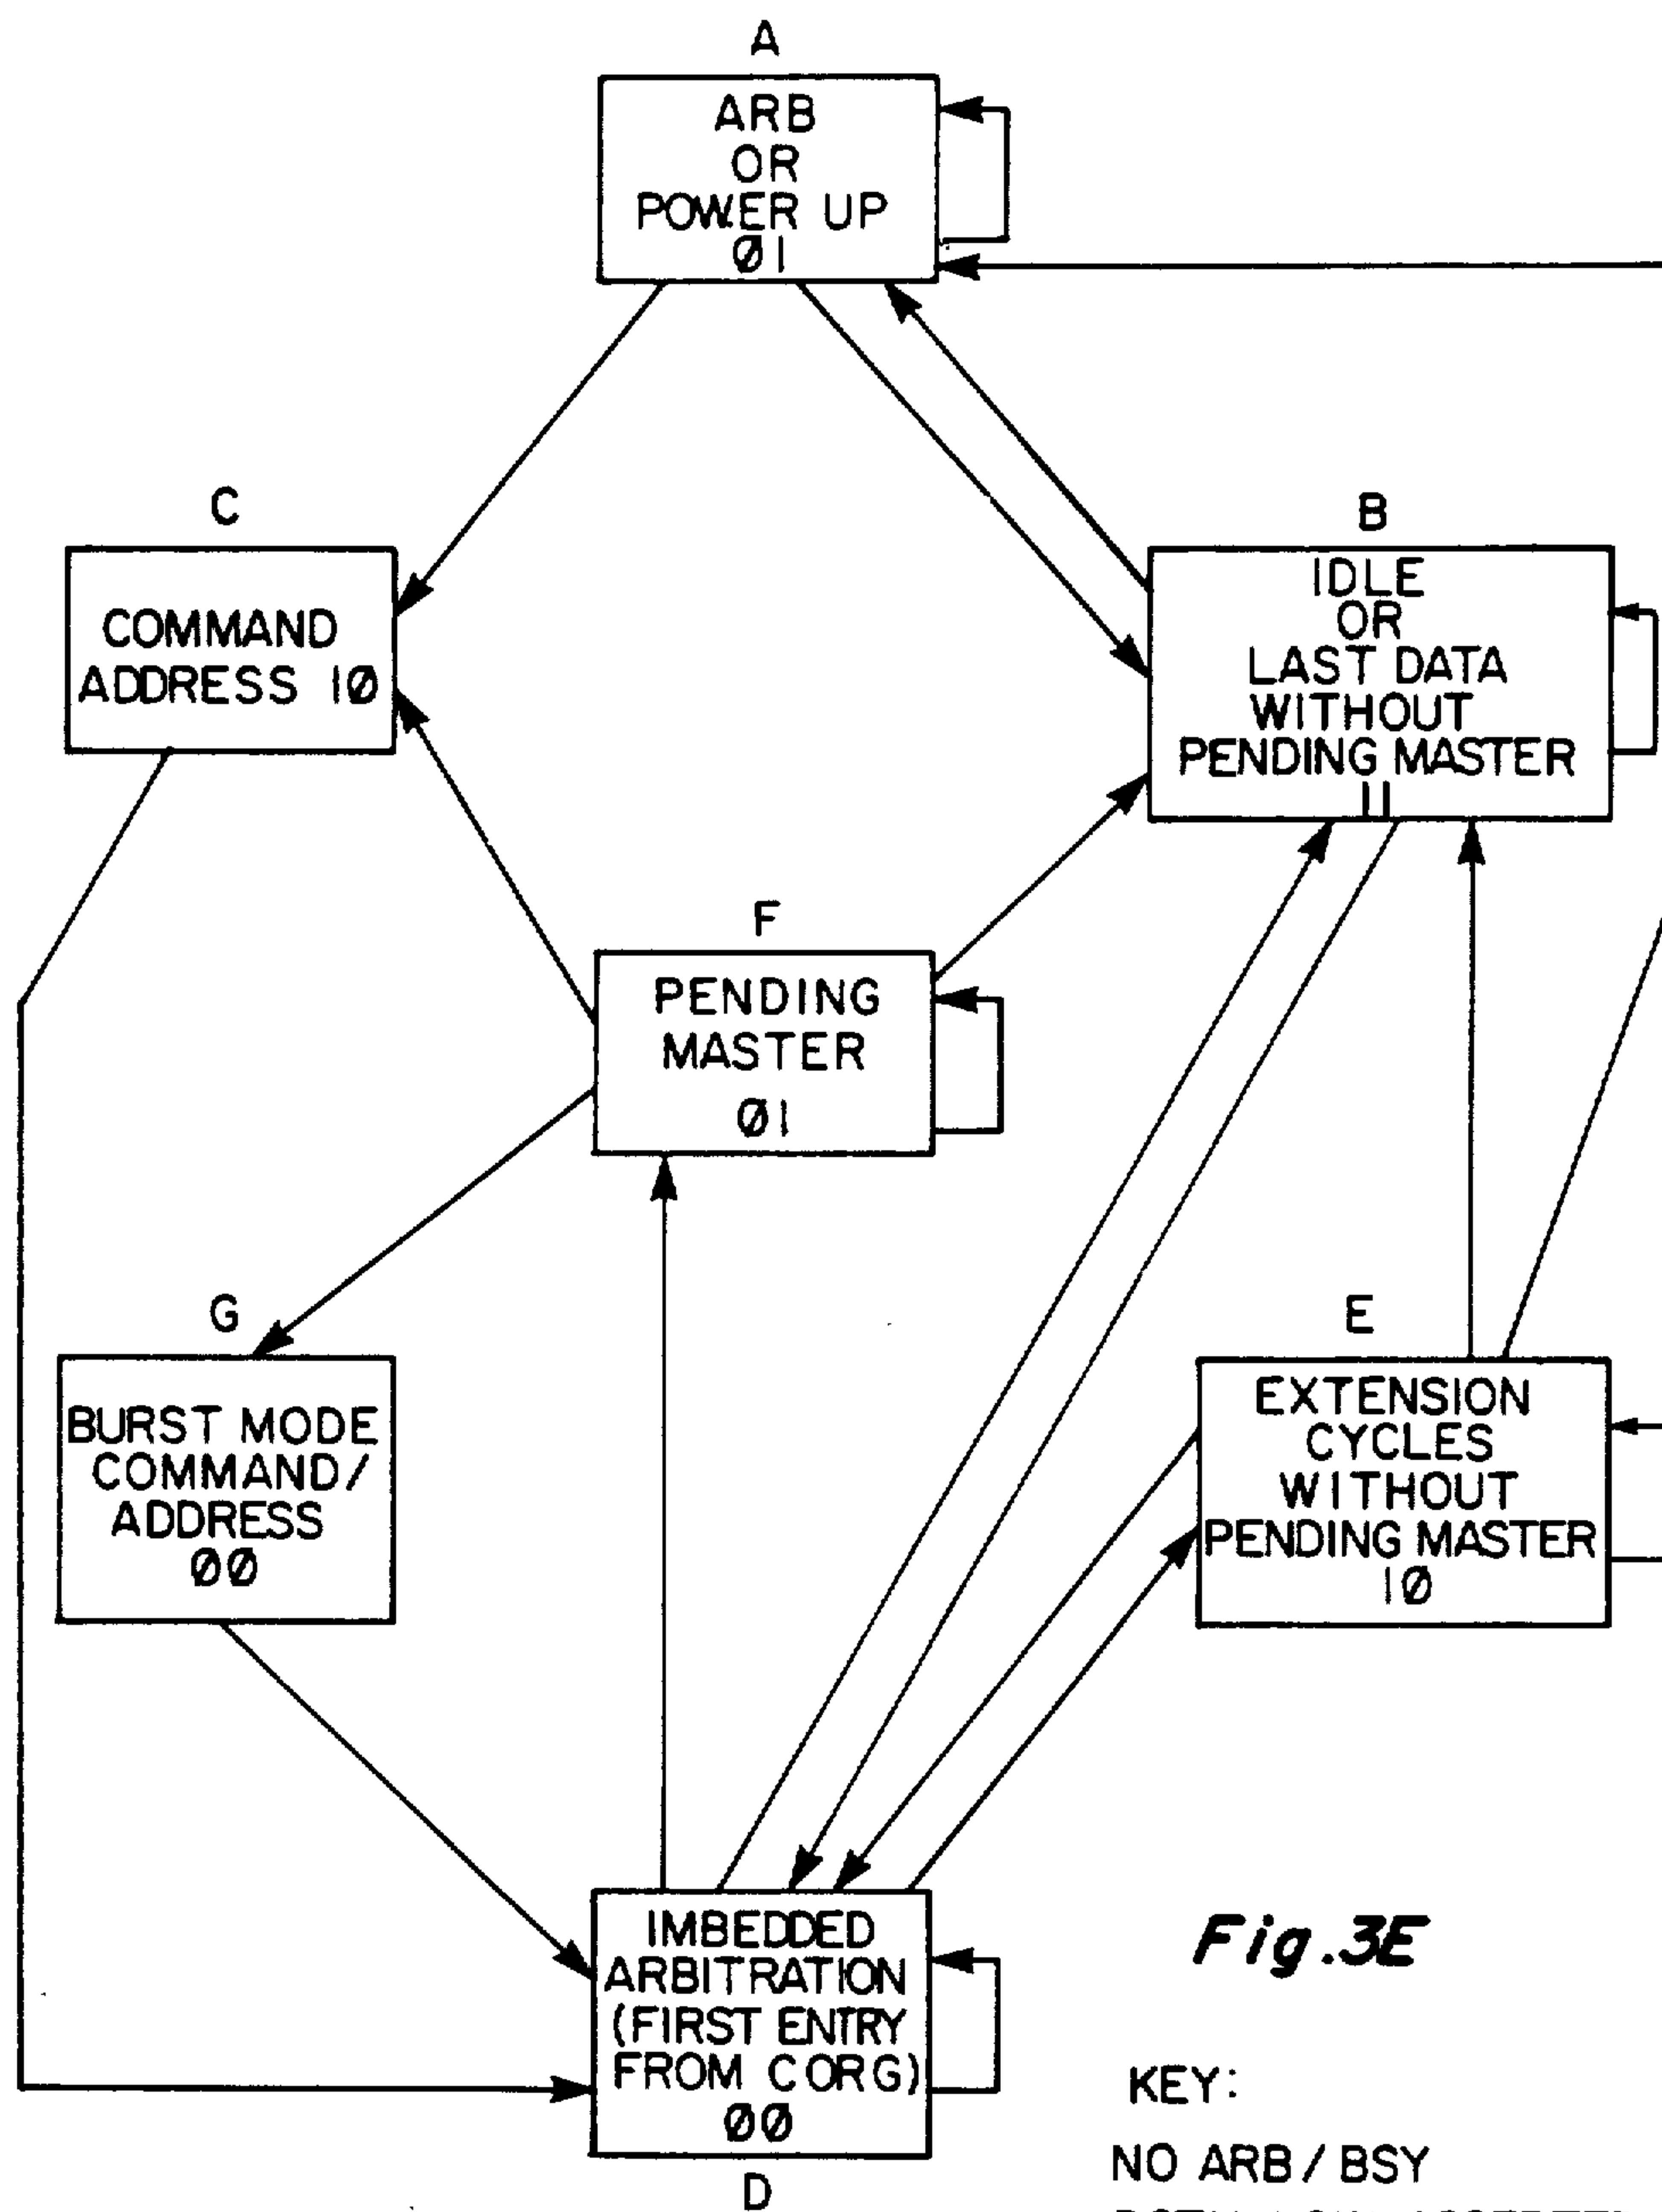 A
ARB
OR
POWER UP
Ø1
C
COMMAND
ADDRESS 1Ø
B
IDLE
OR
LAST DATA
WITHOUT
PENDING MASTER
11
F
PENDING
MASTER
Ø1
G
BURST MODE
COMMAND/
ADDRESS
ØØ
E
EXTENSION
CYCLES
WITHOUT
PENDING MASTER
1Ø
IMBEDDED
ARBITRATION
(FIRST ENTRY
FROM C OR G)
ØØ
D
Fig.3E
KEY:
NO ARB / BSY